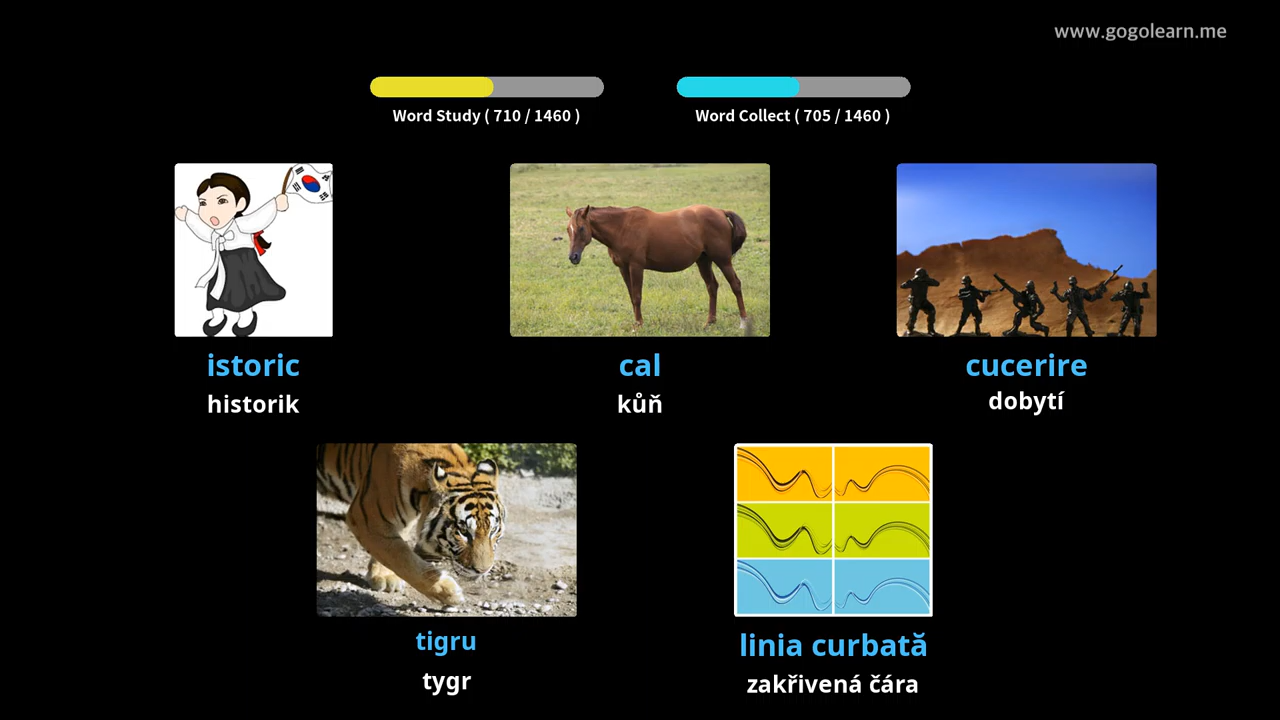 www.gogolearn.me
Word Study ( 710 / 1460 )
Word Collect ( 705 / 1460 )
istoric
historik
cal
kůň
cucerire
dobytí
tigru
tygr
linia curbată
zakřivená čára